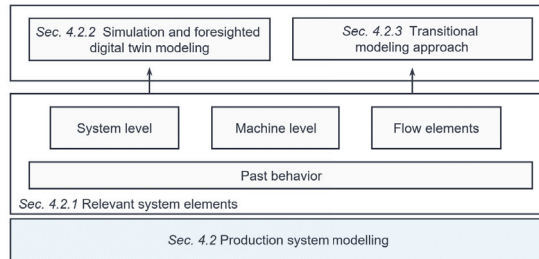 Sec. 4.2.2 Simulation and foresighted
digital twin modeling
Sec. 4.2.3 Transitional
modeling approach
System level
Machine level
Flow elements
Past behavior
Sec. 4.2.1 Relevant system elements
Sec. 4.2 Production system modelling